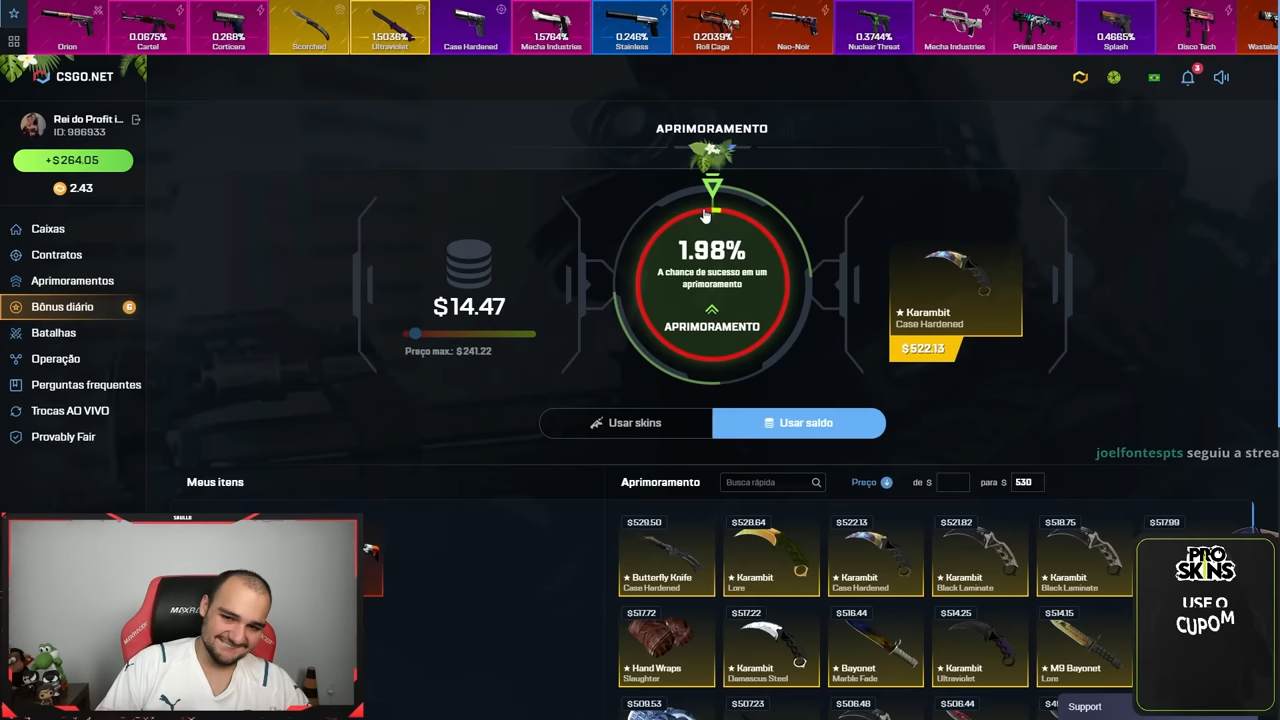 Orion
0.0675%
Cartel
0.268%
Corticera
Scorched
1.5036%
Ultraviolet
Case Hardened
1.5764%
Mecha Industries
0.246%
Stainless
0.2039%
Roll Cage
Neo-Noir
0.3744%
Nuclear Threat
Mecha Industries
Primal Saber
0.4665%
Splash
Disco Tech
CSGO.NET
3
Rei do Profit i...
ID: 986933
+$264.05
2.43
Caixas
Contratos
Aprimoramentos
Bônus diário
6
Batalhas
Operação
Perguntas frequentes
Trocas AO VIVO
Provably Fair
APRIMORAMENTO
$14.47
Preço max.: $241.22
1.98%
A chance de sucesso em um
aprimoramento
APRIMORAMENTO
★ Karambit
Case Hardened
$522.13
Usar skins
Usar saldo
joelfontespts seguiu a strea
Meus itens
Aprimoramento
Busca rápida
Preço
de $
para $ 530
$529.50
★ Butterfly Knife
Case Hardened
$528.64
★ Karambit
Lore
$522.13
★ Karambit
Case Hardened
$521.82
★ Karambit
Black Laminate
$518.75
★ Karambit
Black Laminate
$517.99
$517.72
★ Hand Wraps
Slaughter
$517.22
★ Karambit
Damascus Steel
$516.44
★ Bayonet
Marble Fade
$514.25
★ Karambit
Ultraviolet
$514.15
★ M9 Bayonet
Lore
$509.53
$507.23
$506.48
$506.44
SKULLO
MAXRACER
PRO
SKINS
USE O
CUPOM
Support